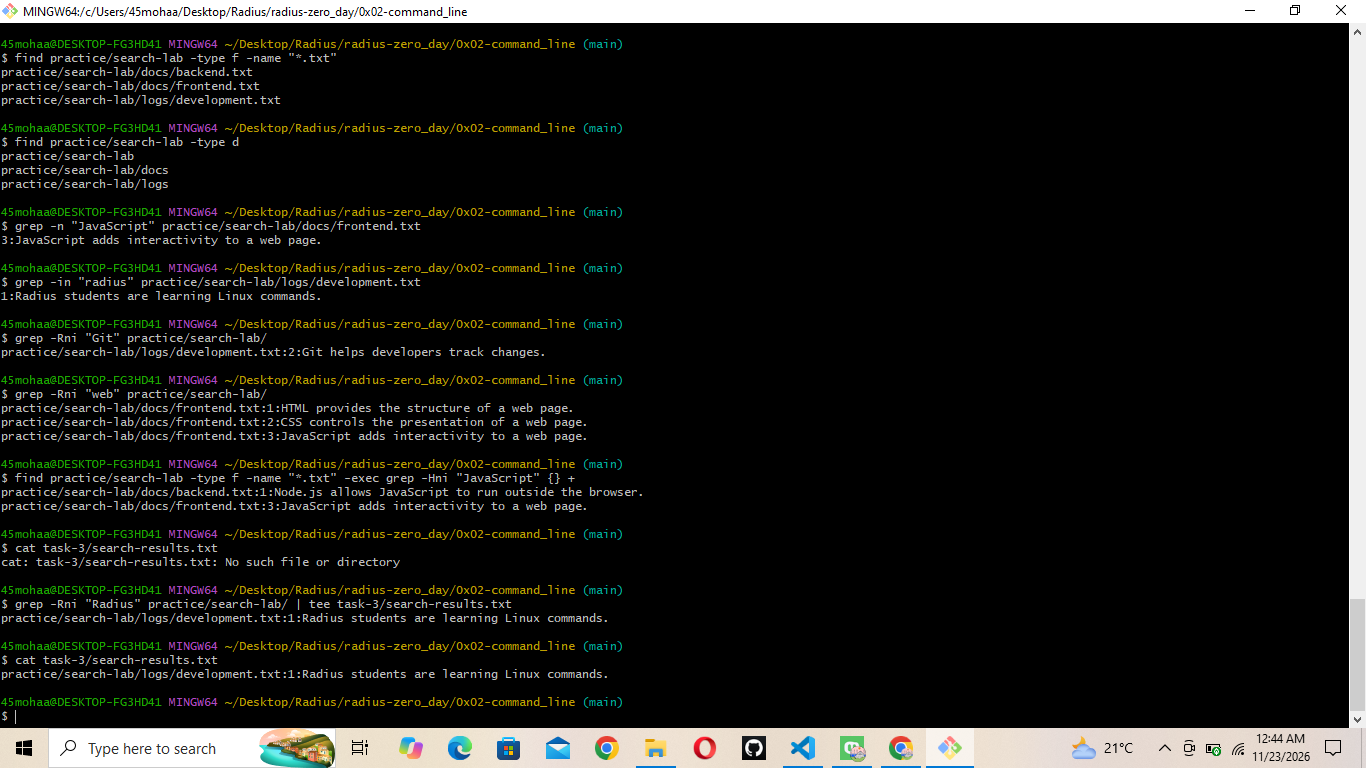 MINGW64:/c/Users/45mohaa/Desktop/Radius/radius-zero_day/0x02-command_line
45mohaa@DESKTOP-FG3HD41 MINGW64 ~/Desktop/Radius/radius-zero_day/0x02-command_line (main)
$ find practice/search-lab -type f -name "*.txt"
practice/search-lab/docs/backend.txt
practice/search-lab/docs/frontend.txt
practice/search-lab/logs/development.txt
45mohaa@DESKTOP-FG3HD41 MINGW64 ~/Desktop/Radius/radius-zero_day/0x02-command_line (main)
$ find practice/search-lab -type d
practice/search-lab
practice/search-lab/docs
practice/search-lab/logs
45mohaa@DESKTOP-FG3HD41 MINGW64 ~/Desktop/Radius/radius-zero_day/0x02-command_line (main)
$ grep -n "JavaScript" practice/search-lab/docs/frontend.txt
3:JavaScript adds interactivity to a web page.
45mohaa@DESKTOP-FG3HD41 MINGW64 ~/Desktop/Radius/radius-zero_day/0x02-command_line (main)
$ grep -in "radius" practice/search-lab/logs/development.txt
1:Radius students are learning Linux commands.
45mohaa@DESKTOP-FG3HD41 MINGW64 ~/Desktop/Radius/radius-zero_day/0x02-command_line (main)
$ grep -Rni "Git" practice/search-lab/
practice/search-lab/logs/development.txt:2:Git helps developers track changes.
45mohaa@DESKTOP-FG3HD41 MINGW64 ~/Desktop/Radius/radius-zero_day/0x02-command_line (main)
$ grep -Rni "web" practice/search-lab/
practice/search-lab/docs/frontend.txt:1:HTML provides the structure of a web page.
practice/search-lab/docs/frontend.txt:2:CSS controls the presentation of a web page.
practice/search-lab/docs/frontend.txt:3:JavaScript adds interactivity to a web page.
45mohaa@DESKTOP-FG3HD41 MINGW64 ~/Desktop/Radius/radius-zero_day/0x02-command_line (main)
$ find practice/search-lab -type f -name "*.txt" -exec grep -Hni "JavaScript" {} +
practice/search-lab/docs/backend.txt:1:Node.js allows JavaScript to run outside the browser.
practice/search-lab/docs/frontend.txt:3:JavaScript adds interactivity to a web page.
45mohaa@DESKTOP-FG3HD41 MINGW64 ~/Desktop/Radius/radius-zero_day/0x02-command_line (main)
$ cat task-3/search-results.txt
cat: task-3/search-results.txt: No such file or directory
45mohaa@DESKTOP-FG3HD41 MINGW64 ~/Desktop/Radius/radius-zero_day/0x02-command_line (main)
$ grep -Rni "Radius" practice/search-lab/ | tee task-3/search-results.txt
practice/search-lab/logs/development.txt:1:Radius students are learning Linux commands.
45mohaa@DESKTOP-FG3HD41 MINGW64 ~/Desktop/Radius/radius-zero_day/0x02-command_line (main)
$ cat task-3/search-results.txt
practice/search-lab/logs/development.txt:1:Radius students are learning Linux commands.
45mohaa@DESKTOP-FG3HD41 MINGW64 ~/Desktop/Radius/radius-zero_day/0x02-command_line (main)
$
Type here to search
21°C
12:44 AM
11/23/2026